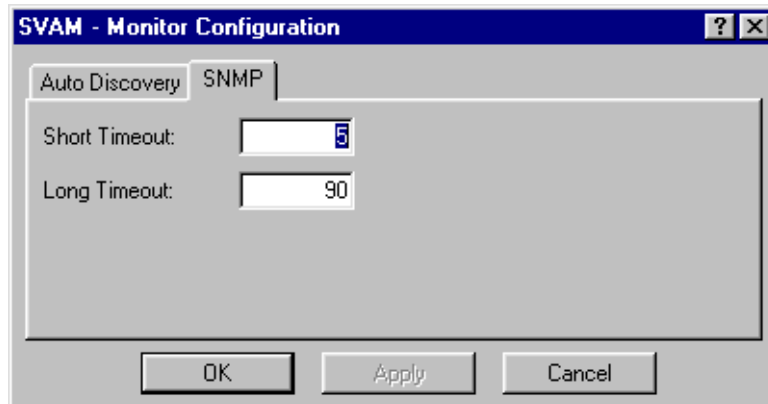 SVAM - Monitor Configuration
Auto Discovery SNMP
Short Timeout: 5
Long Timeout: 90
OK Apply Cancel